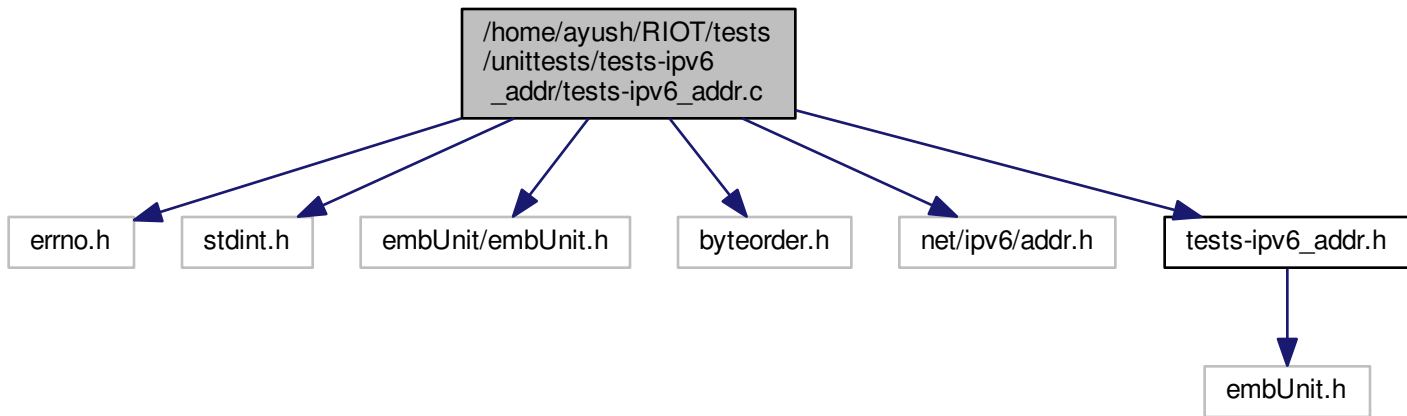 /home/ayush/RIOT/tests
/unittests/tests-ipv6
_addr/tests-ipv6_addr.c
errno.h
stdint.h
embUnit/embUnit.h
byteorder.h
net/ipv6/addr.h
tests-ipv6_addr.h
embUnit.h